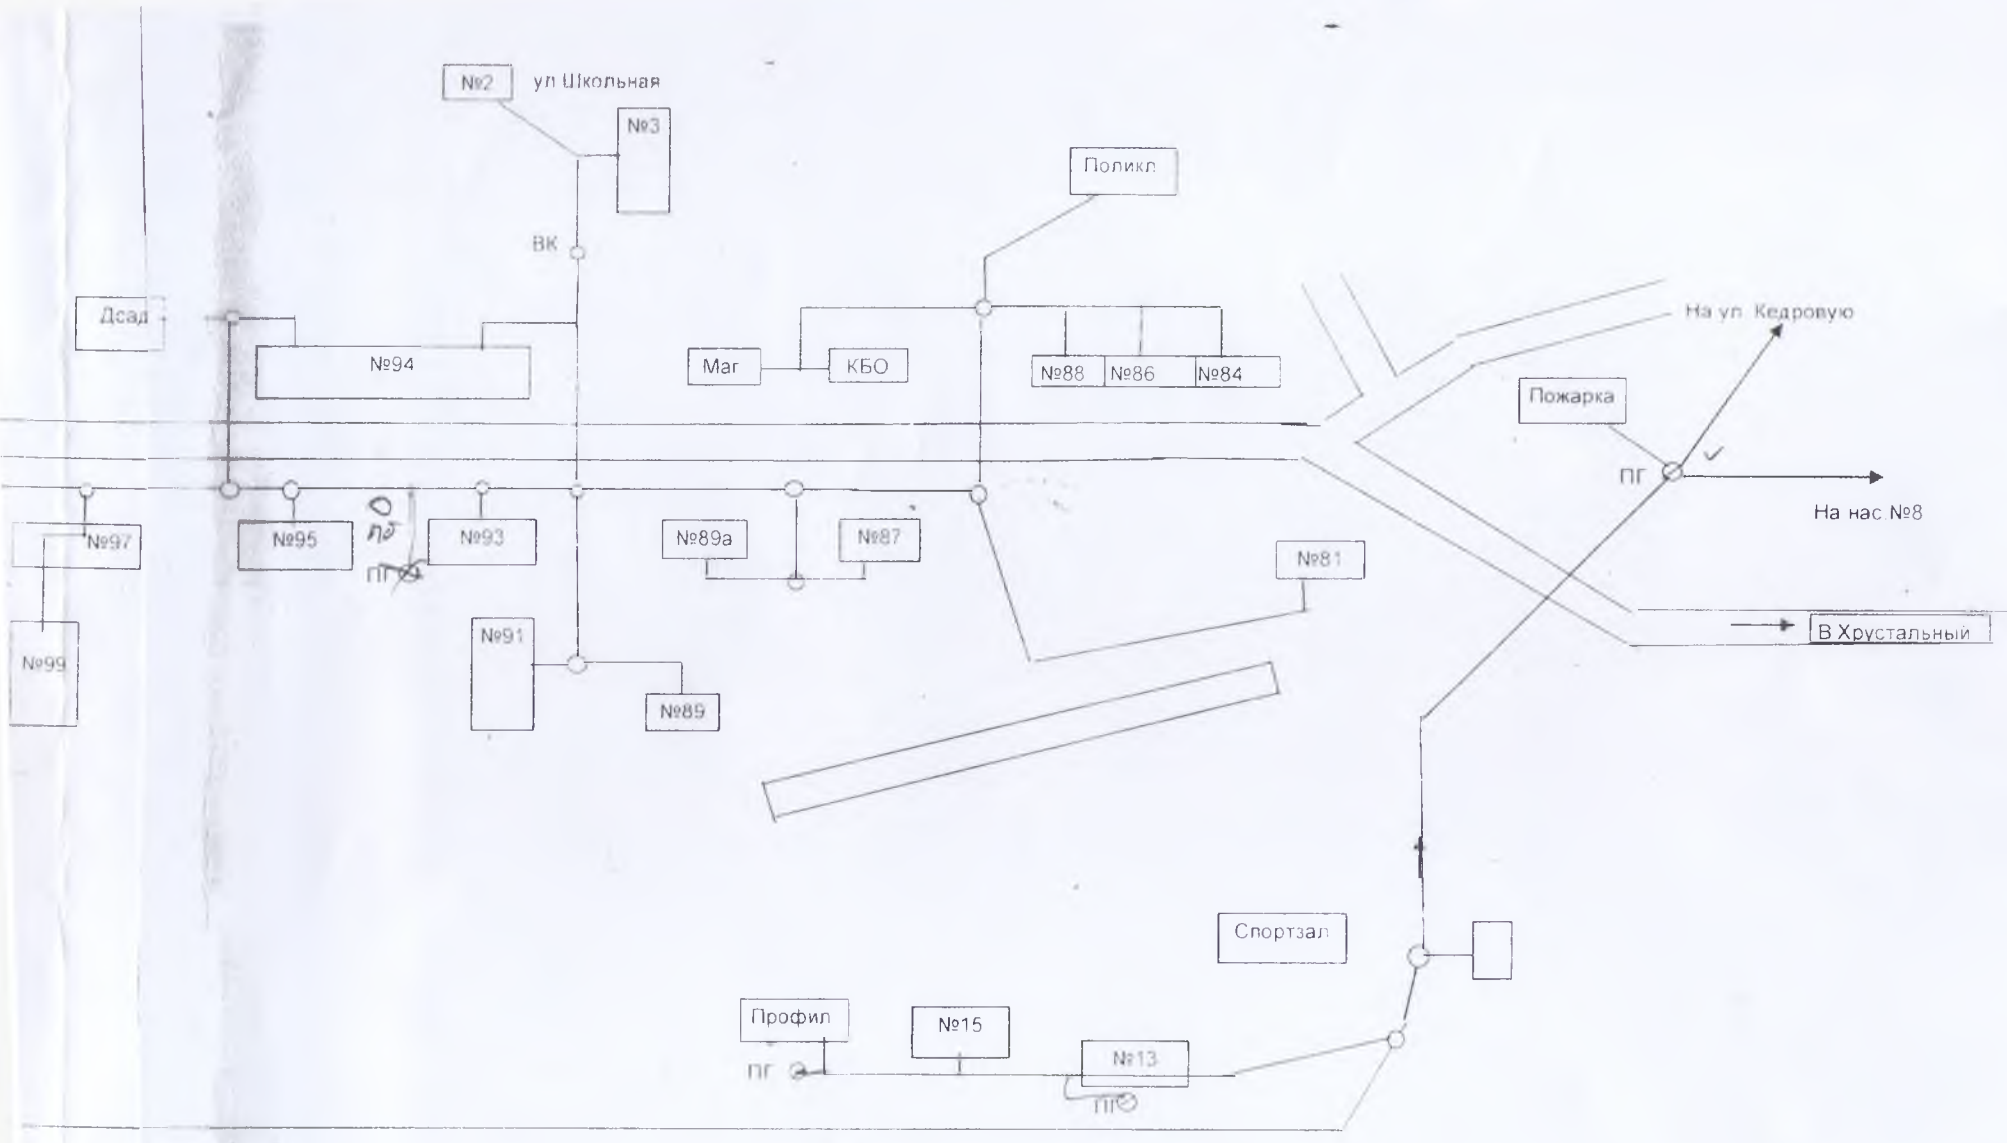 №2
ул Школьная
№3
Поликл
ВК
Дсад
№94
Маг
КБО
№88
№86
№84
На ул. Кедровую
Пожарка
ПГ
На нас.№8
№97
№95
№93
ПГ
№89а
№87
№81
№99
№91
№89
В Хрустальный
Спортзал
Профил
№15
№13
ПГ
ПГ